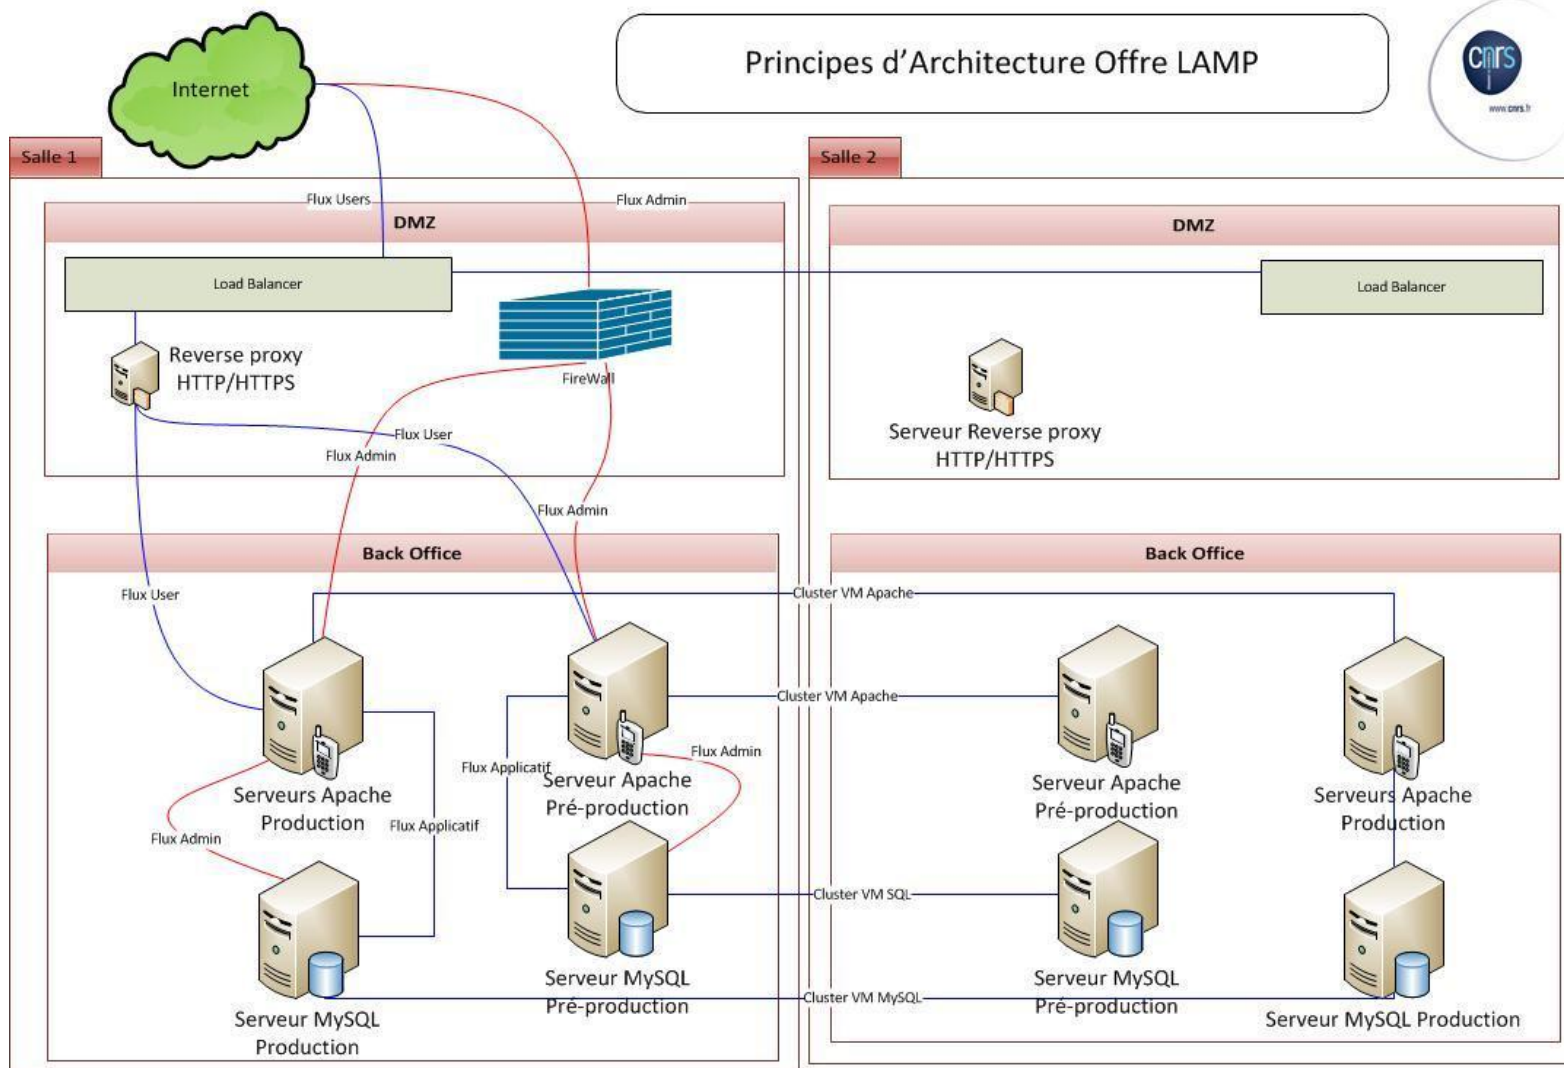 Principes d'Architecture Offre LAMP
cnrs
www.cnrs.fr
Internet
Salle 1
Salle 2
Flux Users
Flux Admin
DMZ
DMZ
Load Balancer
Load Balancer
Reverse proxy
HTTP/HTTPS
FireWall
Serveur Reverse proxy
HTTP/HTTPS
Flux User
Flux Admin
Flux Admin
Back Office
Back Office
Flux User
Cluster VM Apache
Cluster VM Apache
Flux Admin
Flux Applicatif
Serveur Apache
Pré-production
Serveurs Apache
Production
Flux Applicatif
Flux Admin
Serveur Apache
Pré-production
Serveurs Apache
Production
Cluster VM SQL
Serveur MySQL
Pré-production
Serveur MySQL
Pré-production
Cluster VM MySQL
Serveur MySQL
Production
Serveur MySQL Production